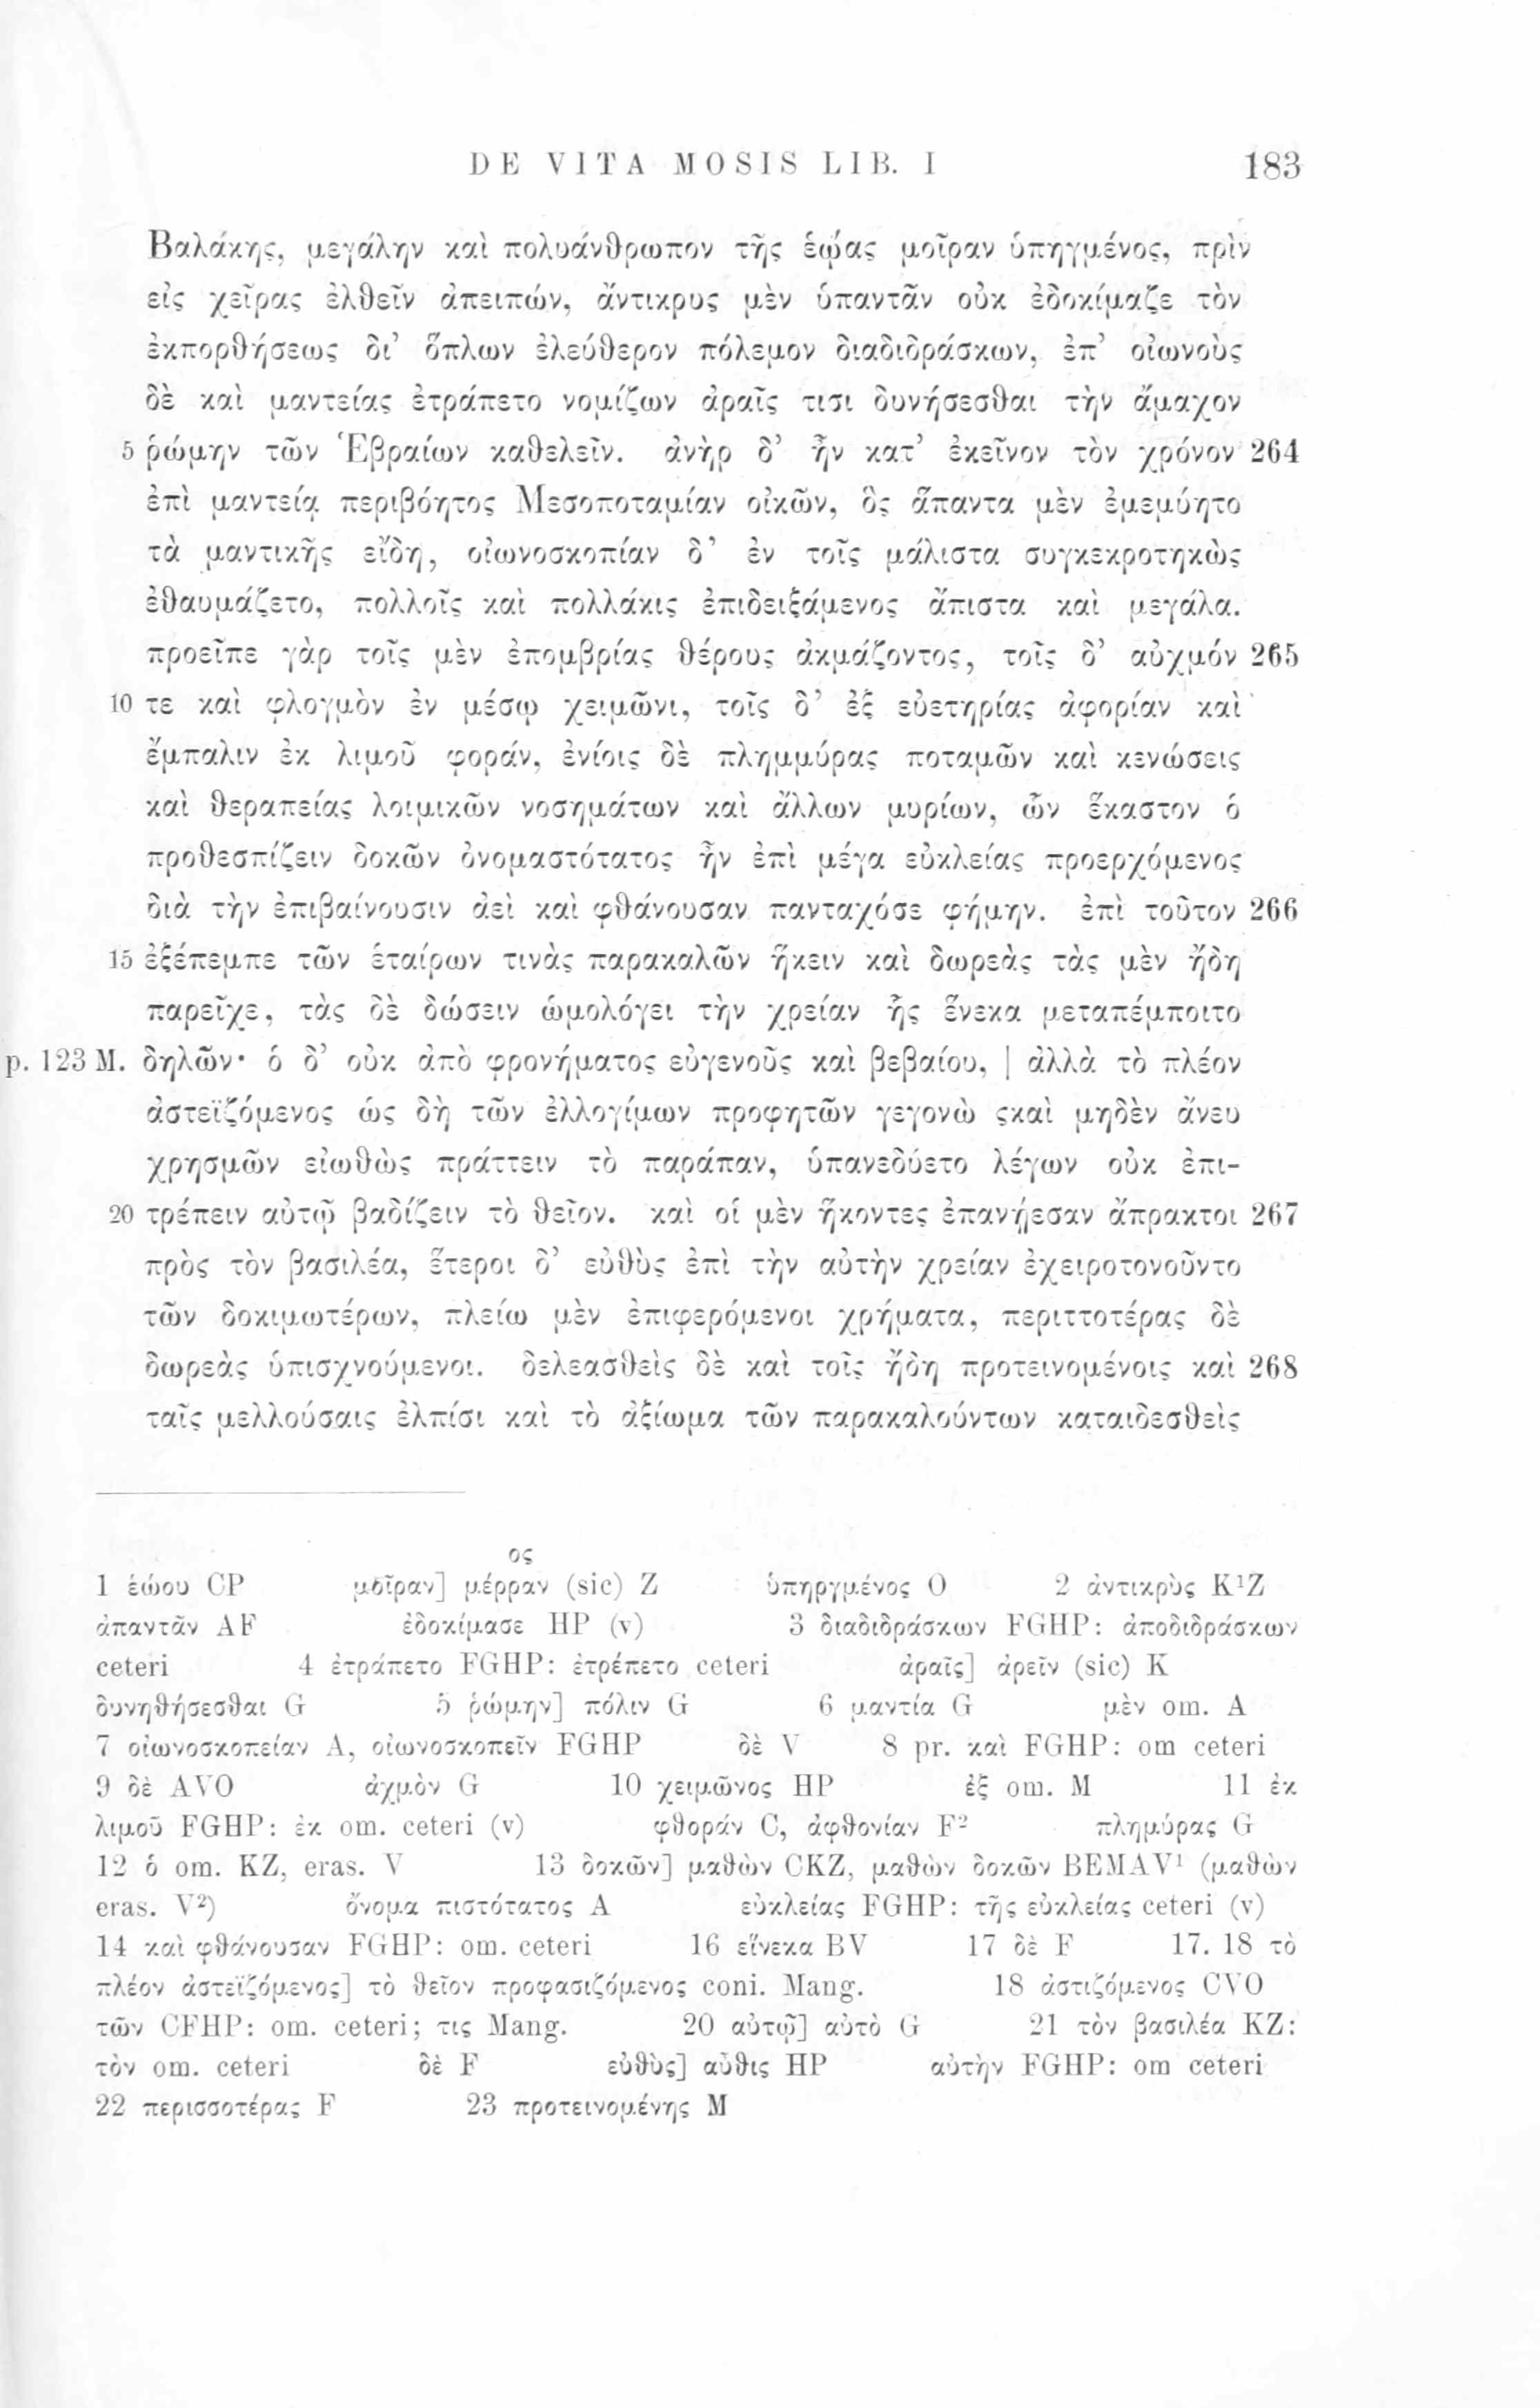 DE VITA MOSIS LIB. I 183
Βαλάκης, μεγάλην καὶ πολυάνθρωπον τῆς ἑῴας μοῖραν ὑπηγμένος, πρὶν
εἰς χεῖρας ἐλθεῖν ἀπειπών, ἄντικρυς μὲν ὑπαντᾶν οὐκ ἐδοκίμαζε τὸν
ἐκπορθήσεως δι’ ὅπλων ἐλεύθερον πόλεμον διαδιδράσκων, ἐπ’ οἰωνοὺς
δὲ καὶ μαντείας ἐτράπετο νομίζων ἀραῖς τισι δυνήσεσθαι τὴν ἄμαχον
5 ῥώμην τῶν Ἑβραίων καθελεῖν. ἀνὴρ δ’ ἦν κατ’ ἐκεῖνον τὸν χρόνον 264
ἐπὶ μαντείᾳ περιβόητος Μεσοποταμίαν οἰκῶν, ὃς ἅπαντα μὲν ἐμεμύητο
τὰ μαντικῆς εἴδη, οἰωνοσκοπίαν δ’ ἐν τοῖς μάλιστα συγκεκροτηκὼς
ἐθαυμάζετο, πολλοῖς καὶ πολλάκις ἐπιδειξάμενος ἄπιστα καὶ μεγάλα.
προεῖπε γὰρ τοῖς μὲν ἐπομβρίας θέρους ἀκμάζοντος, τοῖς δ’ αὐχμόν 265
10 τε καὶ φλογμὸν ἐν μέσῳ χειμῶνι, τοῖς δ’ ἐξ εὐετηρίας ἀφορίαν καὶ
ἔμπαλιν ἐκ λιμοῦ φοράν, ἐνίοις δὲ πλημμύρας ποταμῶν καὶ κενώσεις
καὶ θεραπείας λοιμικῶν νοσημάτων καὶ ἄλλων μυρίων, ὧν ἕκαστον ὁ
προθεσπίζειν δοκῶν ὀνομαστότατος ἦν ἐπὶ μέγα εὐκλείας προερχόμενος
διὰ τὴν ἐπιβαίνουσιν ἀεὶ καὶ φθάνουσαν πανταχόσε φήμην. ἐπὶ τοῦτον 266
15 ἐξέπεμπε τῶν ἑταίρων τινὰς παρακαλῶν ἥκειν καὶ δωρεὰς τὰς μὲν ἤδη
παρεῖχε, τὰς δὲ δώσειν ὡμολόγει τὴν χρείαν ἧς ἕνεκα μεταπέμποιτο
p. 123 M. δηλῶν· ὁ δ’ οὐκ ἀπὸ φρονήματος εὐγενοῦς καὶ βεβαίου, | ἀλλὰ τὸ πλέον
ἀστεϊζόμενος ὡς δὴ τῶν ἐλλογίμων προφητῶν γεγονὼ ςκαὶ μηδὲν ἄνευ
χρησμῶν εἰωθὼς πράττειν τὸ παράπαν, ὑπανεδύετο λέγων οὐκ ἐπι-
20 τρέπειν αὐτῷ βαδίζειν τὸ θεῖον. καὶ οἱ μὲν ἥκοντες ἐπανῄεσαν ἄπρακτοι 267
πρὸς τὸν βασιλέα, ἕτεροι δ’ εὐθὺς ἐπὶ τὴν αὐτὴν χρείαν ἐχειροτονοῦντο
τῶν δοκιμωτέρων, πλείω μὲν ἐπιφερόμενοι χρήματα, περιττοτέρας δὲ
δωρεὰς ὑπισχνούμενοι. δελεασθεὶς δὲ καὶ τοῖς ἤδη προτεινομένοις καὶ 268
ταῖς μελλούσαις ἐλπίσι καὶ τὸ ἀξίωμα τῶν παρακαλούντων καταιδεσθεὶς
ος
1 ἑώου CP μοῖραν] μέρραν (sic) Z ὑπηργμένος O 2 ἀντικρὺς K¹Z
ἀπαντᾶν AF ἐδοκίμασε HP (v) 3 διαδιδράσκων FGHP: ἀποδιδράσκων
ceteri 4 ἐτράπετο FGHP: ἐτρέπετο ceteri ἀραῖς] ἀρεῖν (sic) K
δυνηθήσεσθαι G 5 ῥώμην] πόλιν G 6 μαντία G μὲν om. A
7 οἰωνοσκοπείαν A, οἰωνοσκοπεῖν FGHP δὲ V 8 pr. καὶ FGHP: om ceteri
9 δὲ AVO ἀχμὸν G 10 χειμῶνος HP ἐξ om. M 11 ἐκ
λιμοῦ FGHP: ἐκ om. ceteri (v) φθοράν C, ἀφθονίαν F² πλημύρας G
12 ὁ om. KZ, eras. V 13 δοκῶν] μαθὼν CKZ, μαθὼν δοκῶν BEMAV¹ (μαθὼν
eras. V²) ὄνομα πιστότατος A εὐκλείας FGHP: τῆς εὐκλείας ceteri (v)
14 καὶ φθάνουσαν FGHP: om. ceteri 16 εἵνεκα BV 17 δὲ F 17. 18 τὸ
πλέον ἀστεϊζόμενος] τὸ θεῖον προφασιζόμενος coni. Mang. 18 ἀστιζόμενος CVO
τῶν CFHP: om. ceteri; τις Mang. 20 αὐτῷ] αὐτὸ G 21 τὸν βασιλέα KZ:
τὸν om. ceteri δὲ F εὐθὺς] αὖθις HP αὐτὴν FGHP: om ceteri
22 περισσοτέρας F 23 προτεινομένης M